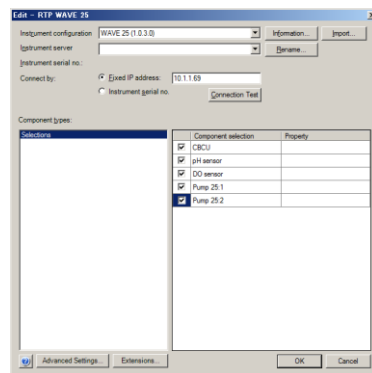 Edit - RTP WAVE 25
Instrument configuration WAVE 25 (1.0.3.0) Information... Import...
Instrument server Rename...
Instrument serial no.:
Connect by: Fixed IP address: 10.1.1.69
Instrument serial no. Connection Test
Component types:
Selections
Component selection Property
CBCU
pH sensor
DO sensor
Pump 25:1
Pump 25:2
Advanced Settings... Extensions... OK Cancel